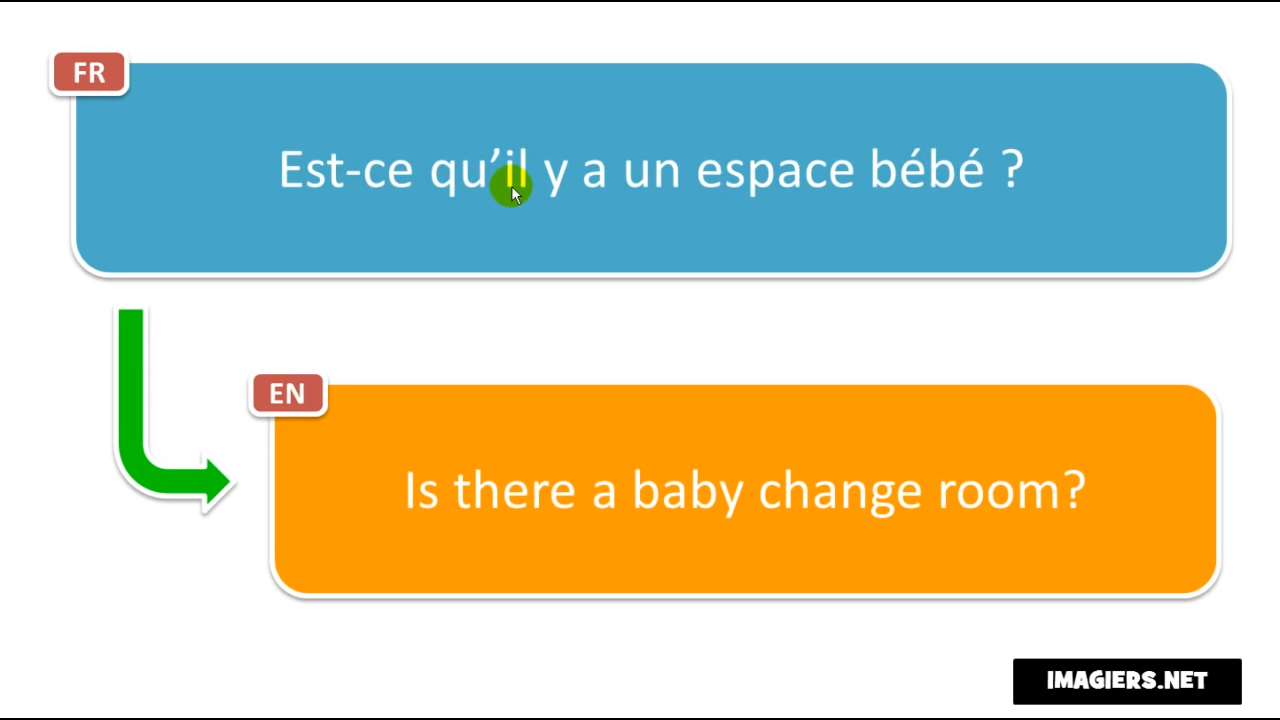 FR
Est-ce qu’il y a un espace bébé ?
EN
Is there a baby change room?
IMAGIERS.NET